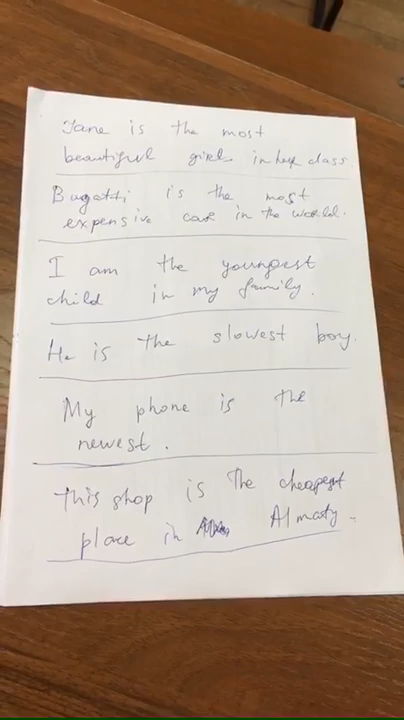 Jane is the most
beautiful girl in her class
Bugatti is the most
expensive car in the world.
I am the youngest
child in my family.
He is the slowest boy.
My phone is the
newest.
This shop is the cheapest
place in Almaty.